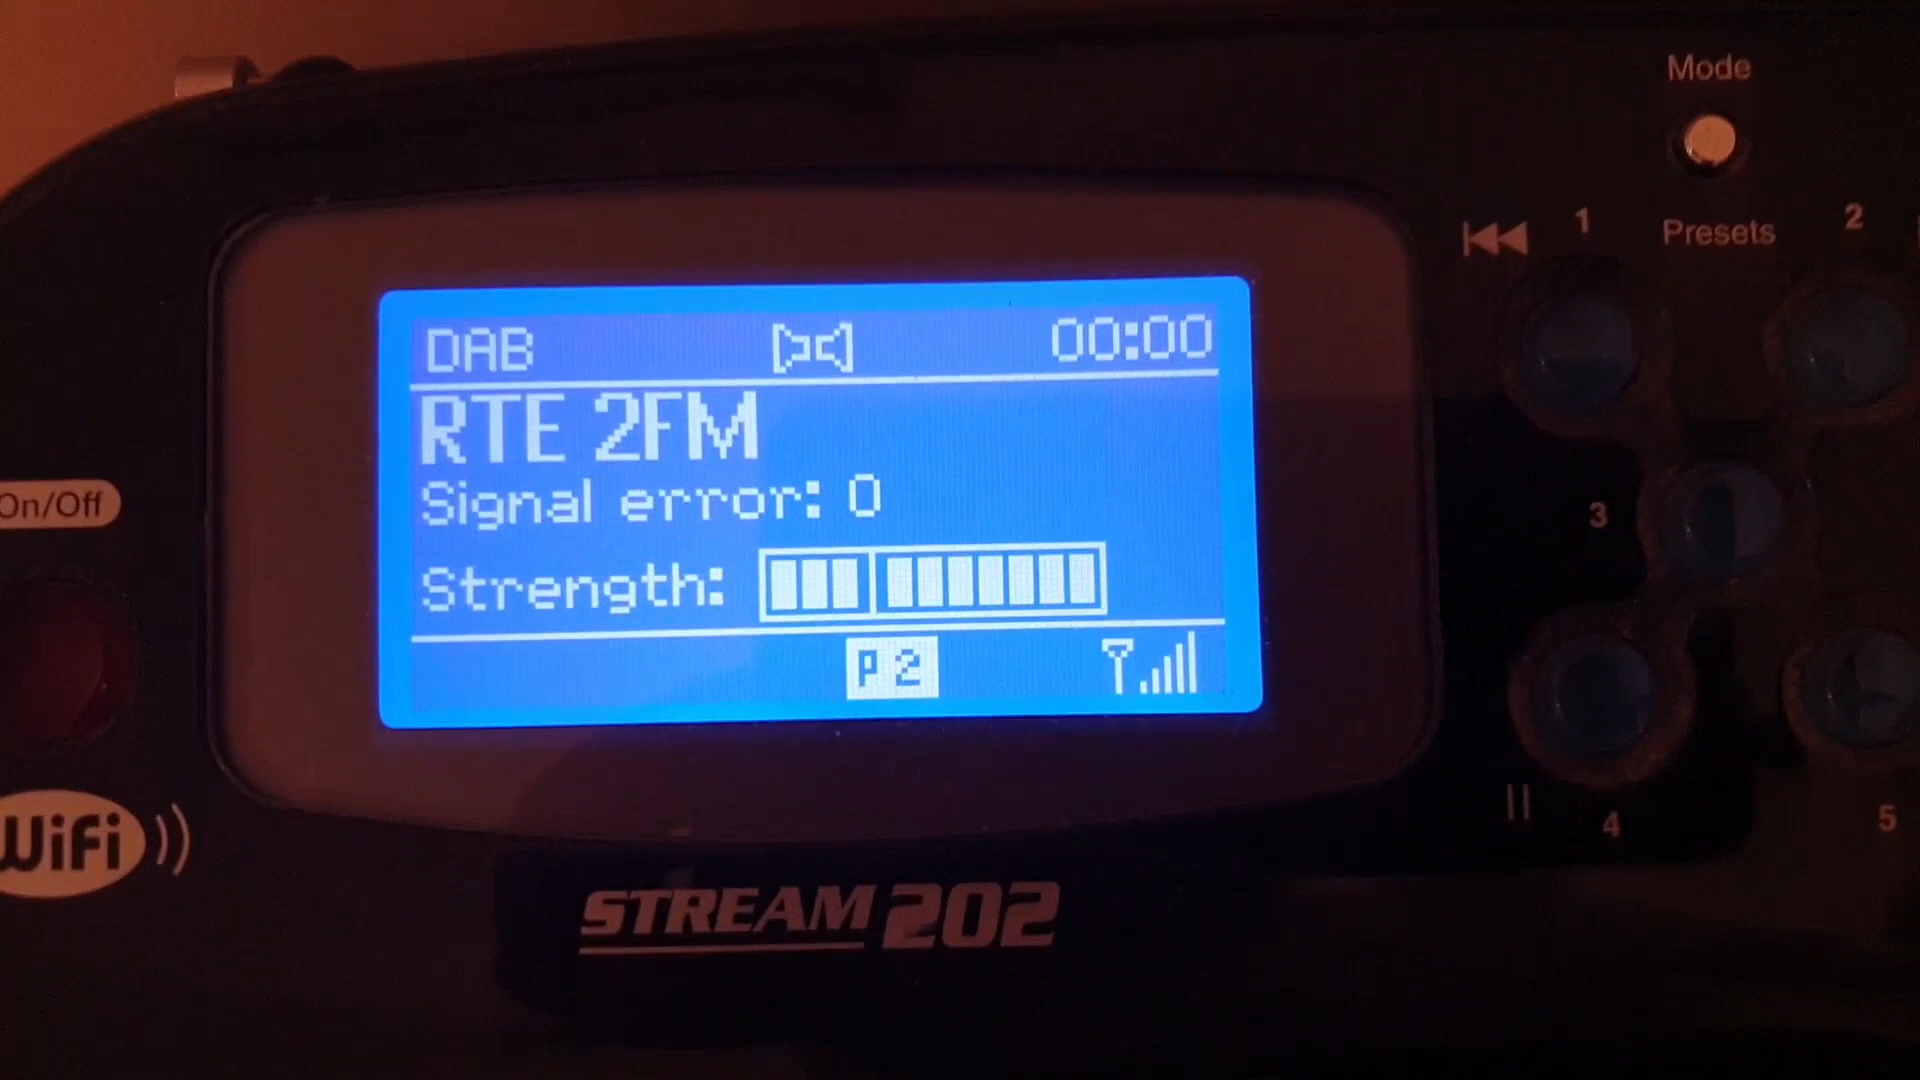 Mode
1
Presets
2
DAB
00:00
RTE 2FM
Signal error: 0
Strength:
P2
On/Off
3
WiFi
4
5
STREAM 202